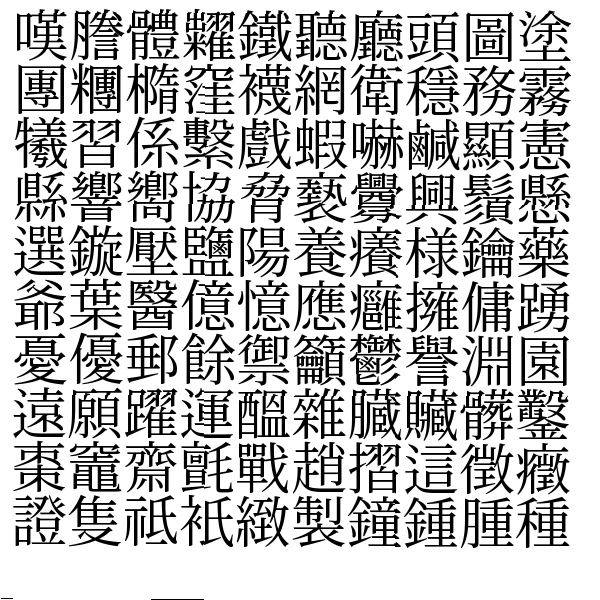 嘆謄體糶鐵聽廳頭圖塗
團糰橢窪襪網衛穩務霧
犧習係繫戲蝦嚇鹹顯憲
縣響嚮協脅褻釁興鬚懸
選鏇壓鹽陽養癢樣鑰藥
爺葉醫億憶應癰擁傭踴
憂優郵餘禦籲鬱譽淵園
遠願躍運醞雜臟贜髒鑿
棗竈齋氈戰趙摺這徵癥
證隻祇衹緻製鐘鍾腫種